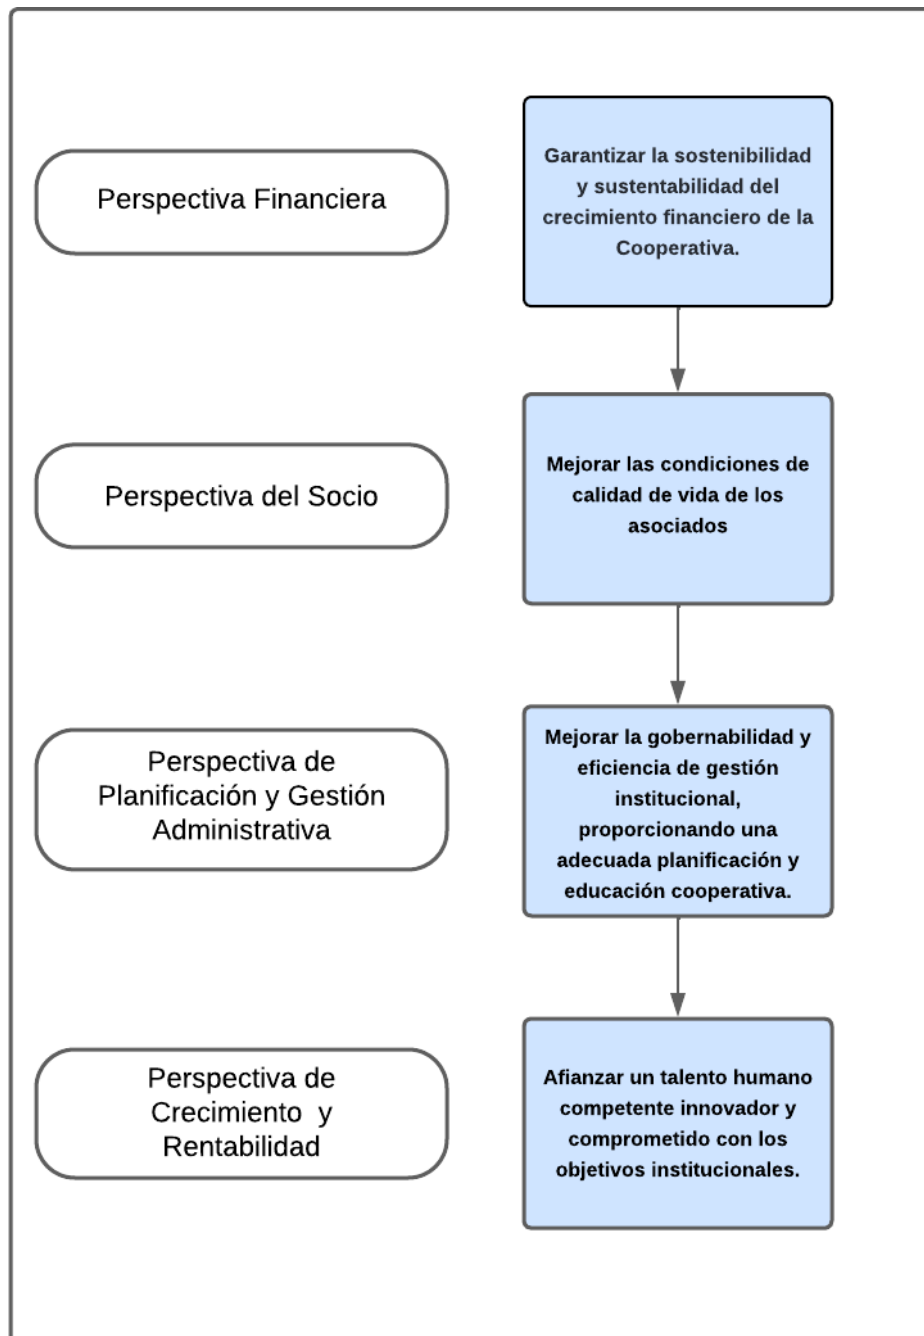 Perspectiva Financiera
Garantizar la sostenibilidad
y sustentabilidad del
crecimiento financiero de la
Cooperativa.
Perspectiva del Socio
Mejorar las condiciones de
calidad de vida de los
asociados
Perspectiva de
Planificación y Gestión
Administrativa
Mejorar la gobernabilidad y
eficiencia de gestión
institucional,
proporcionando una
adecuada planificación y
educación cooperativa.
Perspectiva de
Crecimiento y
Rentabilidad
Afianzar un talento humano
competente innovador y
comprometido con los
objetivos institucionales.